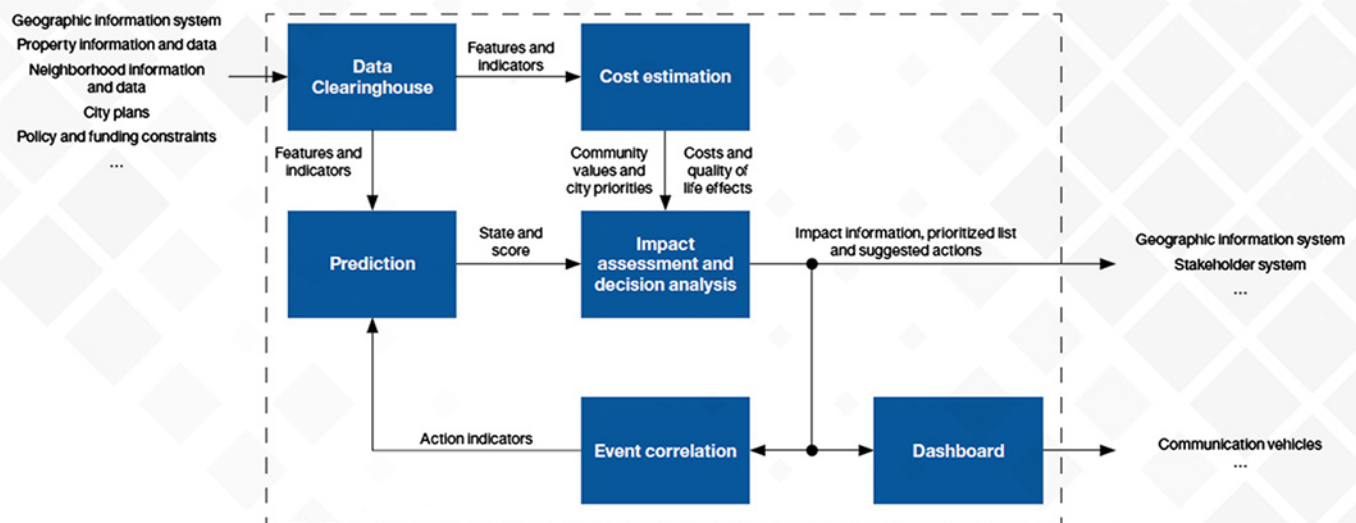 Geographic information system
Property information and data
Neighborhood information
and data
City plans
Policy and funding constraints
...
Data
Clearinghouse
Features and
indicators
Cost estimation
Features and
indicators
Community
values and
city priorities
Costs and
quality of
life effects
Prediction
State and
score
Impact
assessment and
decision analysis
Impact information, prioritized list
and suggested actions
Geographic information system
Stakeholder system
...
Action indicators
Event correlation
Dashboard
Communication vehicles
...